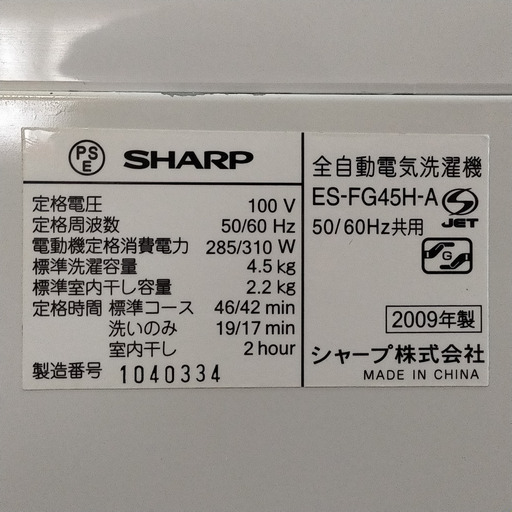 PSE SHARP
定格電圧 100 V
定格周波数 50/60 Hz
電動機定格消費電力 285/310 W
標準洗濯容量 4.5 kg
標準室内干し容量 2.2 kg
定格時間 標準コース 46/42 min
洗いのみ 19/17 min
室内干し 2 hour
製造番号 1040334
全自動電気洗濯機
ES-FG45H-A
JET
50/60Hz共用
G
2009年製
シャープ株式会社
MADE IN CHINA